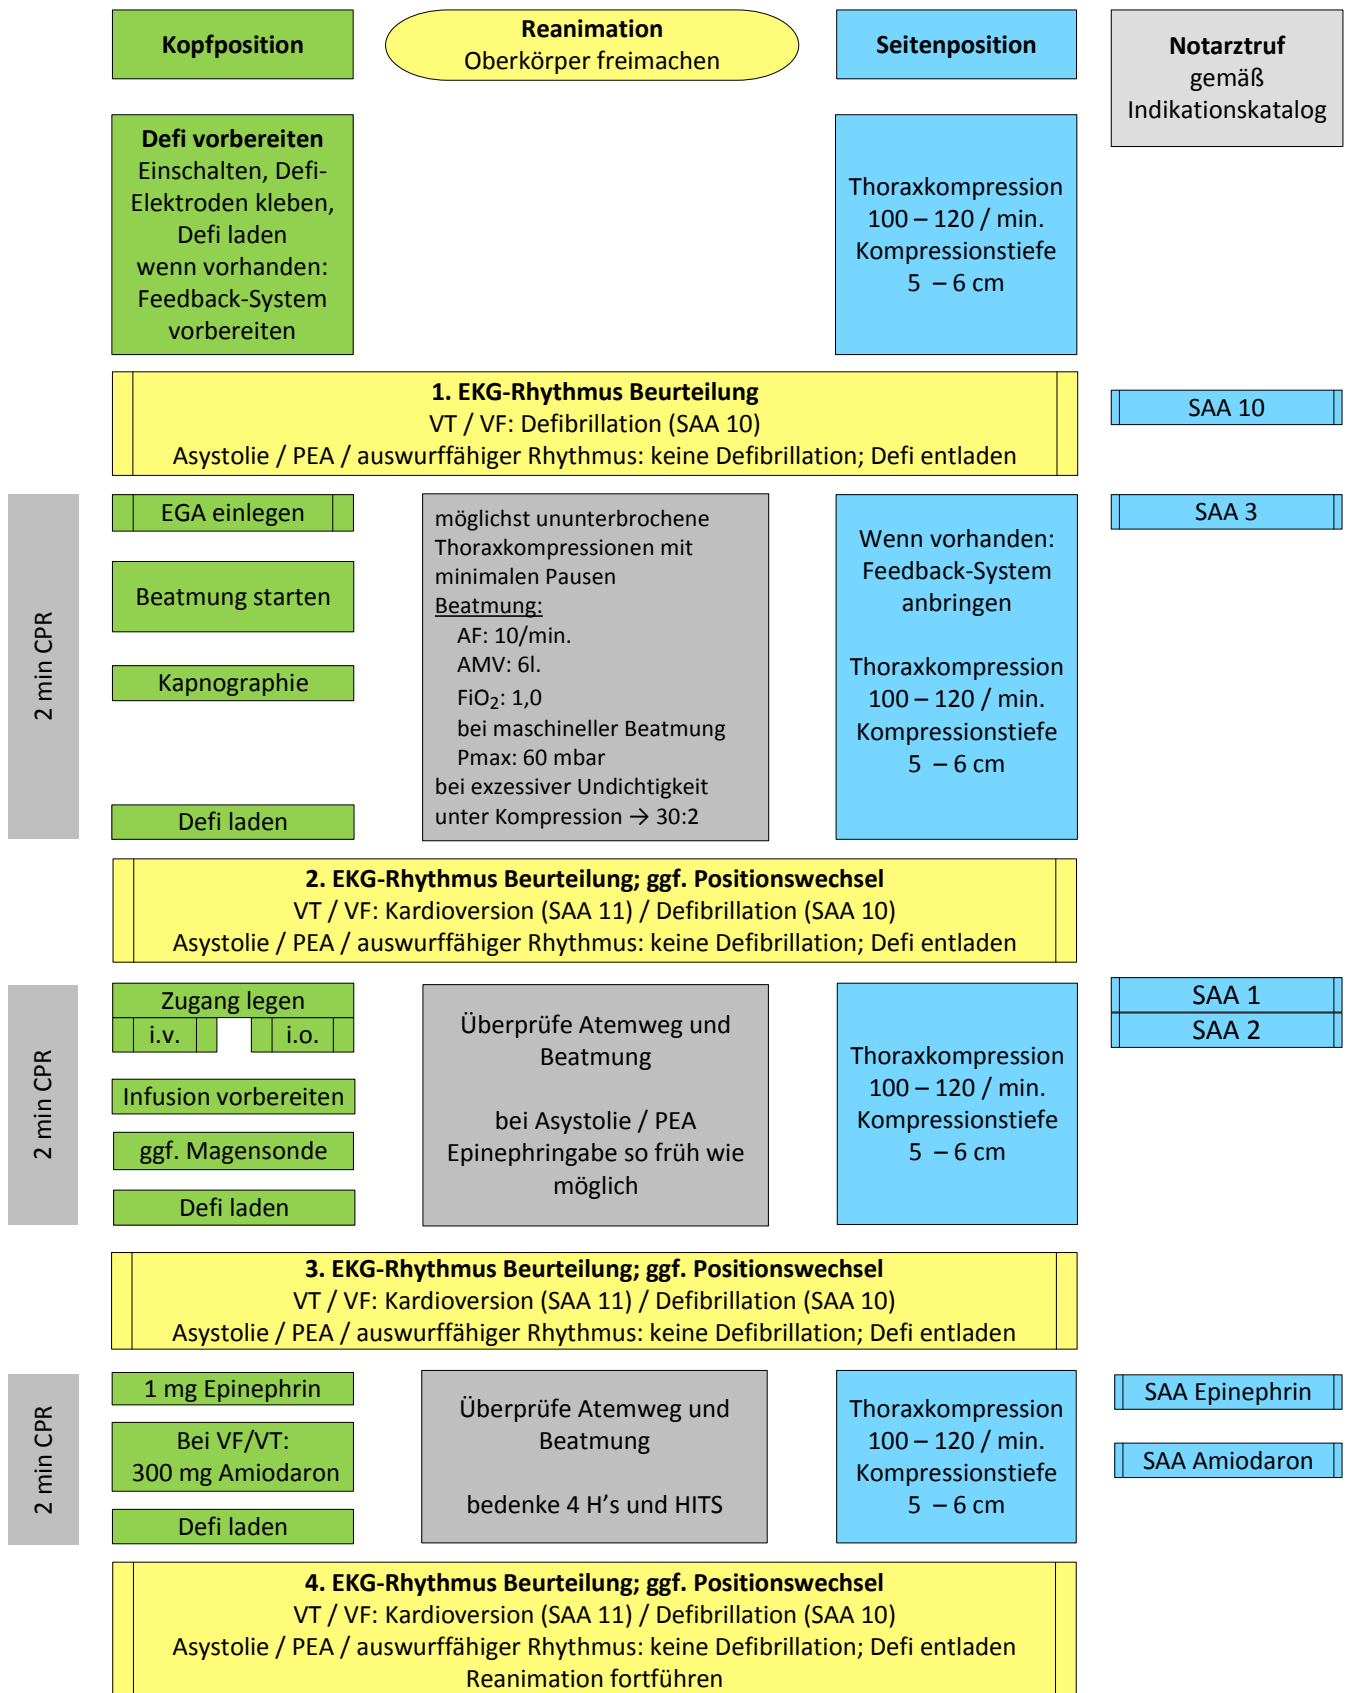 Kopfposition
Reanimation
Oberkörper freimachen
Seitenposition
Notarztruf
gemäß
Indikationskatalog
Defi vorbereiten
Einschalten, Defi-
Elektroden kleben,
Defi laden
wenn vorhanden:
Feedback-System
vorbereiten
Thoraxkompression
100 – 120 / min.
Kompressionstiefe
5 – 6 cm
1. EKG-Rhythmus Beurteilung
VT / VF: Defibrillation (SAA 10)
Asystolie / PEA / auswurffähiger Rhythmus: keine Defibrillation; Defi entladen
SAA 10
2 min CPR
EGA einlegen
Beatmung starten
Kapnographie
Defi laden
möglichst ununterbrochene
Thoraxkompressionen mit
minimalen Pausen
Beatmung:
AF: 10/min.
AMV: 6l.
FiO₂: 1,0
bei maschineller Beatmung
Pmax: 60 mbar
bei exzessiver Undichtigkeit
unter Kompression → 30:2
Wenn vorhanden:
Feedback-System
anbringen
Thoraxkompression
100 – 120 / min.
Kompressionstiefe
5 – 6 cm
SAA 3
2. EKG-Rhythmus Beurteilung; ggf. Positionswechsel
VT / VF: Kardioversion (SAA 11) / Defibrillation (SAA 10)
Asystolie / PEA / auswurffähiger Rhythmus: keine Defibrillation; Defi entladen
2 min CPR
Zugang legen
i.v. i.o.
Infusion vorbereiten
ggf. Magensonde
Defi laden
Überprüfe Atemweg und
Beatmung
bei Asystolie / PEA
Epinephringabe so früh wie
möglich
Thoraxkompression
100 – 120 / min.
Kompressionstiefe
5 – 6 cm
SAA 1
SAA 2
3. EKG-Rhythmus Beurteilung; ggf. Positionswechsel
VT / VF: Kardioversion (SAA 11) / Defibrillation (SAA 10)
Asystolie / PEA / auswurffähiger Rhythmus: keine Defibrillation; Defi entladen
2 min CPR
1 mg Epinephrin
Bei VF/VT:
300 mg Amiodaron
Defi laden
Überprüfe Atemweg und
Beatmung
bedenke 4 H’s und HITS
Thoraxkompression
100 – 120 / min.
Kompressionstiefe
5 – 6 cm
SAA Epinephrin
SAA Amiodaron
4. EKG-Rhythmus Beurteilung; ggf. Positionswechsel
VT / VF: Kardioversion (SAA 11) / Defibrillation (SAA 10)
Asystolie / PEA / auswurffähiger Rhythmus: keine Defibrillation; Defi entladen
Reanimation fortführen